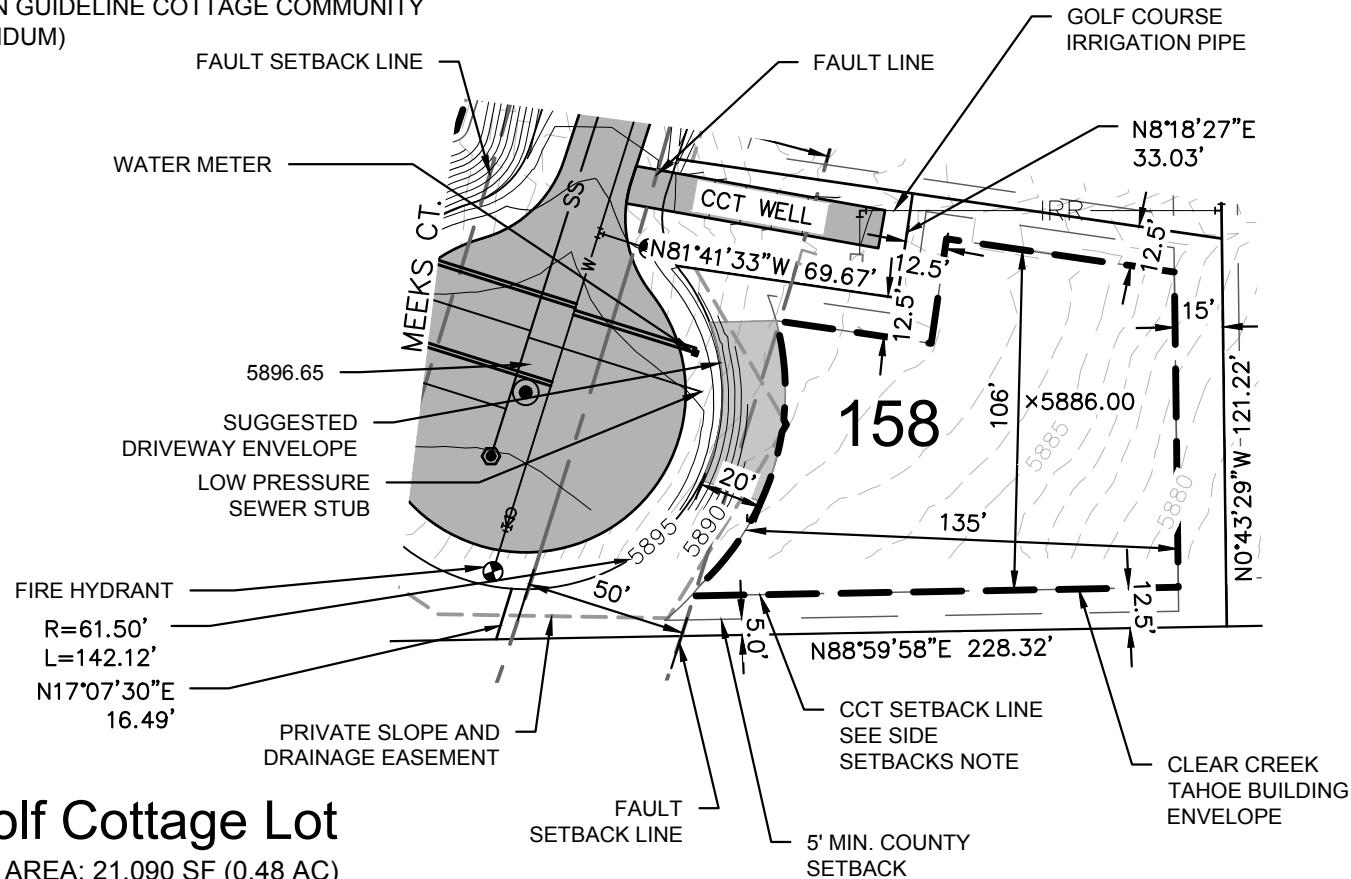 N GUIDELINE COTTAGE COMMUNITY
NDUM)
FAULT SETBACK LINE
FAULT LINE
GOLF COURSE
IRRIGATION PIPE
WATER METER
N8°18'27"E
33.03'
MEEKS CT.
SS
W
CCT WELL
IRR
N81°41'33"W 69.67'
12.5'
12.5'
12.5'
15'
5896.65
SUGGESTED
DRIVEWAY ENVELOPE
LOW PRESSURE
SEWER STUB
158
106'
×5886.00
5885
5880
N0°43'29"W 121.22'
20'
135'
5895
5890
50'
FIRE HYDRANT
R=61.50'
L=142.12'
N17°07'30"E
16.49'
5.0'
12.5'
N88°59'58"E 228.32'
PRIVATE SLOPE AND
DRAINAGE EASEMENT
CCT SETBACK LINE
SEE SIDE
SETBACKS NOTE
CLEAR CREEK
TAHOE BUILDING
ENVELOPE
FAULT
SETBACK LINE
5' MIN. COUNTY
SETBACK
olf Cottage Lot
AREA: 21,090 SF (0.48 AC)